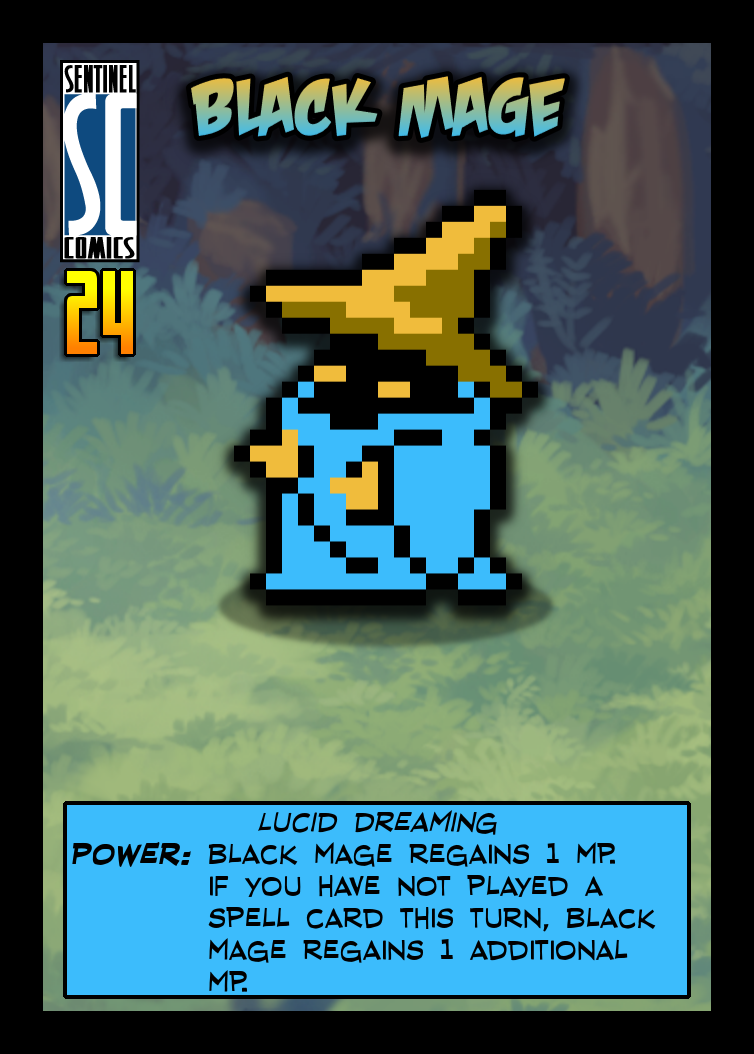 SENTINEL
SC
COMICS
BLACK MAGE
24
LUCID DREAMING
POWER: BLACK MAGE REGAINS 1 MP.
IF YOU HAVE NOT PLAYED A
SPELL CARD THIS TURN, BLACK
MAGE REGAINS 1 ADDITIONAL
MP.